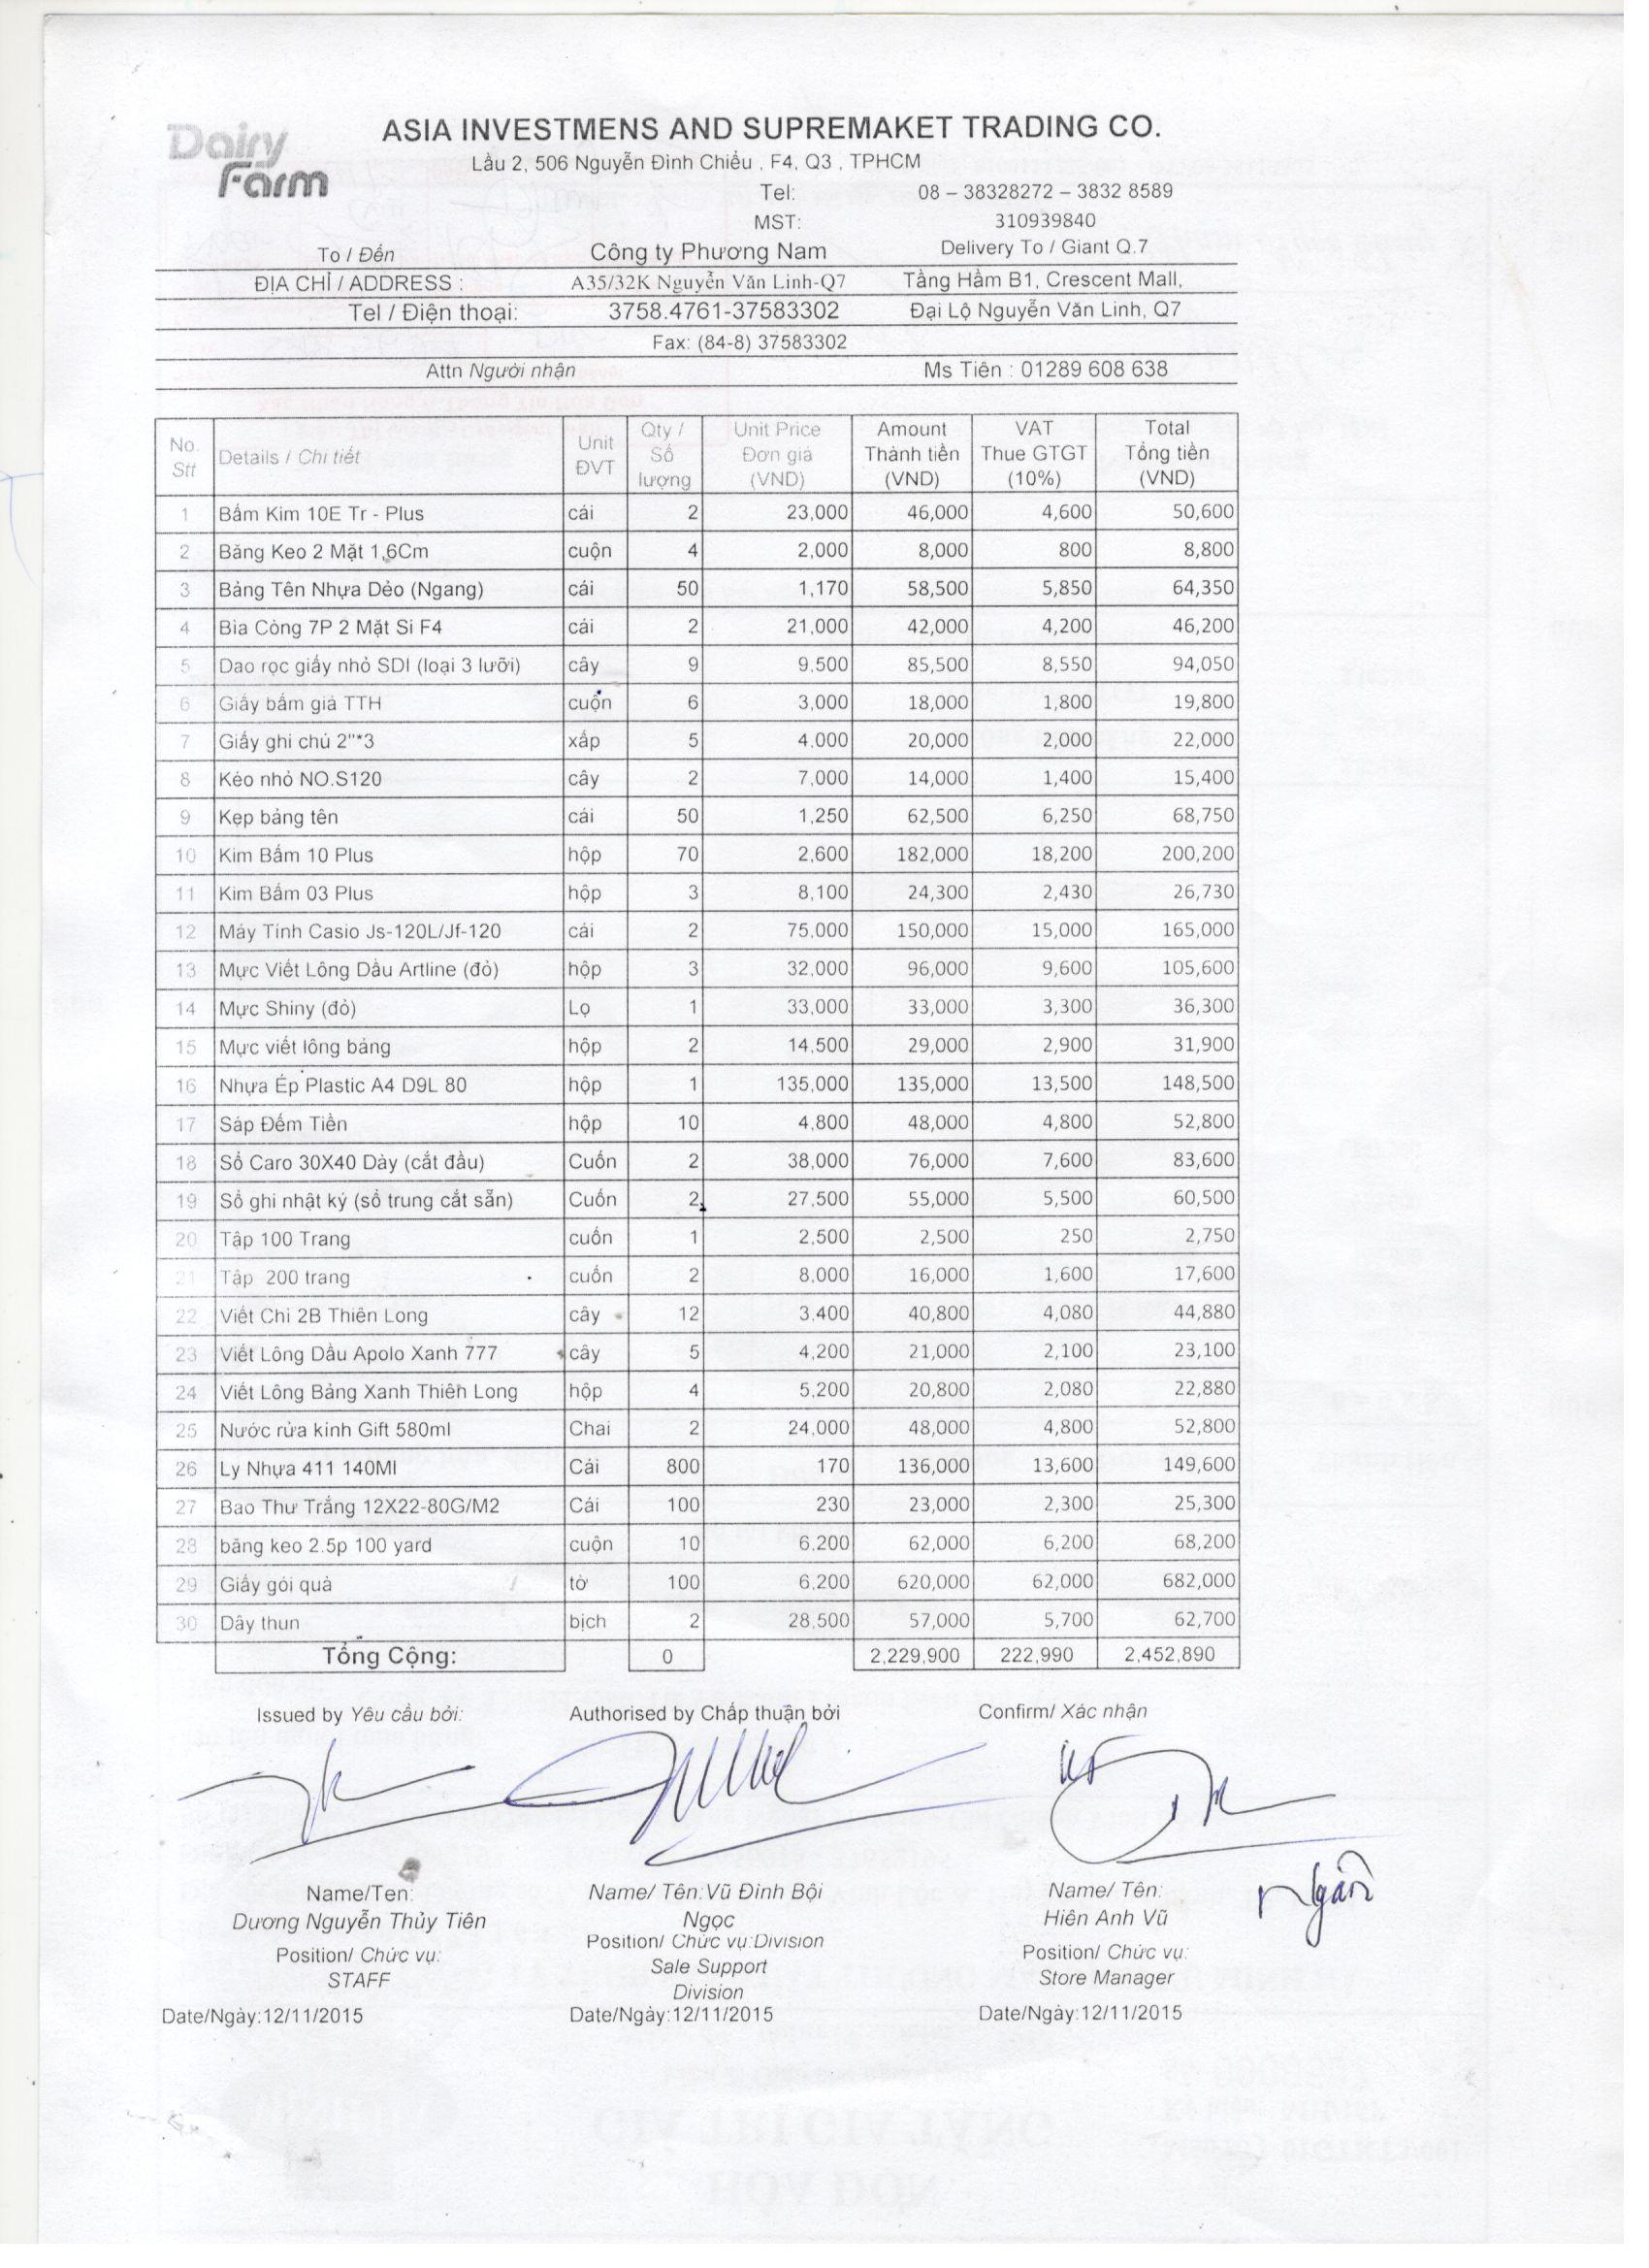 Dairy
Farm
ASIA INVESTMENS AND SUPREMAKET TRADING CO.
Lầu 2, 506 Nguyễn Đình Chiểu , F4, Q3 , TPHCM
Tel: 08 – 38328272 – 3832 8589
MST: 310939840
To / Đến Công ty Phương Nam Delivery To / Giant Q.7
ĐỊA CHỈ / ADDRESS : A35/32K Nguyễn Văn Linh-Q7 Tầng Hầm B1, Crescent Mall,
Tel / Điện thoại: 3758.4761-37583302 Đại Lộ Nguyễn Văn Linh, Q7
Fax: (84-8) 37583302
Attn Người nhận Ms Tiên : 01289 608 638
No. Stt Details / Chi tiết Unit ĐVT Qty / Số lượng Unit Price Đơn giá (VND) Amount Thành tiền (VND) VAT Thue GTGT (10%) Total Tổng tiền (VND)
1 Bấm Kim 10E Tr - Plus cái 2 23,000 46,000 4,600 50,600
2 Băng Keo 2 Mặt 1,6Cm cuộn 4 2,000 8,000 800 8,800
3 Bảng Tên Nhựa Dẻo (Ngang) cái 50 1,170 58,500 5,850 64,350
4 Bìa Còng 7P 2 Mặt Si F4 cái 2 21,000 42,000 4,200 46,200
5 Dao rọc giấy nhỏ SDI (loại 3 lưỡi) cây 9 9,500 85,500 8,550 94,050
6 Giấy bấm giá TTH cuộn 6 3,000 18,000 1,800 19,800
7 Giấy ghi chú 2"*3 xấp 5 4.000 20,000 2,000 22,000
8 Kéo nhỏ NO.S120 cây 2 7,000 14,000 1,400 15,400
9 Kẹp bảng tên cái 50 1,250 62,500 6,250 68,750
10 Kim Bấm 10 Plus hộp 70 2,600 182,000 18,200 200,200
11 Kim Bấm 03 Plus hộp 3 8,100 24,300 2,430 26,730
12 Máy Tính Casio Js-120L/Jf-120 cái 2 75,000 150,000 15,000 165,000
13 Mực Viết Lông Dầu Artline (đỏ) hộp 3 32,000 96,000 9,600 105,600
14 Mực Shiny (đỏ) Lọ 1 33,000 33,000 3,300 36,300
15 Mực viết lông bảng hộp 2 14,500 29,000 2,900 31,900
16 Nhựa Ép Plastic A4 D9L 80 hộp 1 135,000 135,000 13,500 148,500
17 Sáp Đếm Tiền hộp 10 4,800 48,000 4,800 52,800
18 Sổ Caro 30X40 Dày (cắt đầu) Cuốn 2 38,000 76,000 7,600 83,600
19 Sổ ghi nhật ký (sổ trung cắt sẵn) Cuốn 2 27,500 55,000 5,500 60,500
20 Tập 100 Trang cuốn 1 2,500 2,500 250 2,750
21 Tập 200 trang cuốn 2 8,000 16,000 1,600 17,600
22 Viết Chì 2B Thiên Long cây 12 3,400 40,800 4,080 44,880
23 Viết Lông Dầu Apolo Xanh 777 cây 5 4,200 21,000 2,100 23,100
24 Viết Lông Bảng Xanh Thiên Long hộp 4 5,200 20,800 2,080 22,880
25 Nước rửa kính Gift 580ml Chai 2 24,000 48,000 4,800 52,800
26 Ly Nhựa 411 140Ml Cái 800 170 136,000 13,600 149,600
27 Bao Thư Trắng 12X22-80G/M2 Cái 100 230 23,000 2,300 25,300
28 băng keo 2.5p 100 yard cuộn 10 6,200 62,000 6,200 68,200
29 Giấy gói quà tờ 100 6,200 620,000 62,000 682,000
30 Dây thun bịch 2 28,500 57,000 5,700 62,700
Tổng Cộng: 0 2,229,900 222,990 2,452,890
Issued by Yêu cầu bởi: Authorised by Chấp thuận bởi Confirm/ Xác nhận
Name/Ten: Name/ Tên:Vũ Đình Bội Name/ Tên:
Dương Nguyễn Thủy Tiên Ngọc Hiên Anh Vũ
Ngân
Position/ Chức vụ: Position/ Chức vụ:Division Position/ Chức vụ:
STAFF Sale Support Store Manager
Division
Date/Ngày:12/11/2015 Date/Ngày:12/11/2015 Date/Ngày:12/11/2015